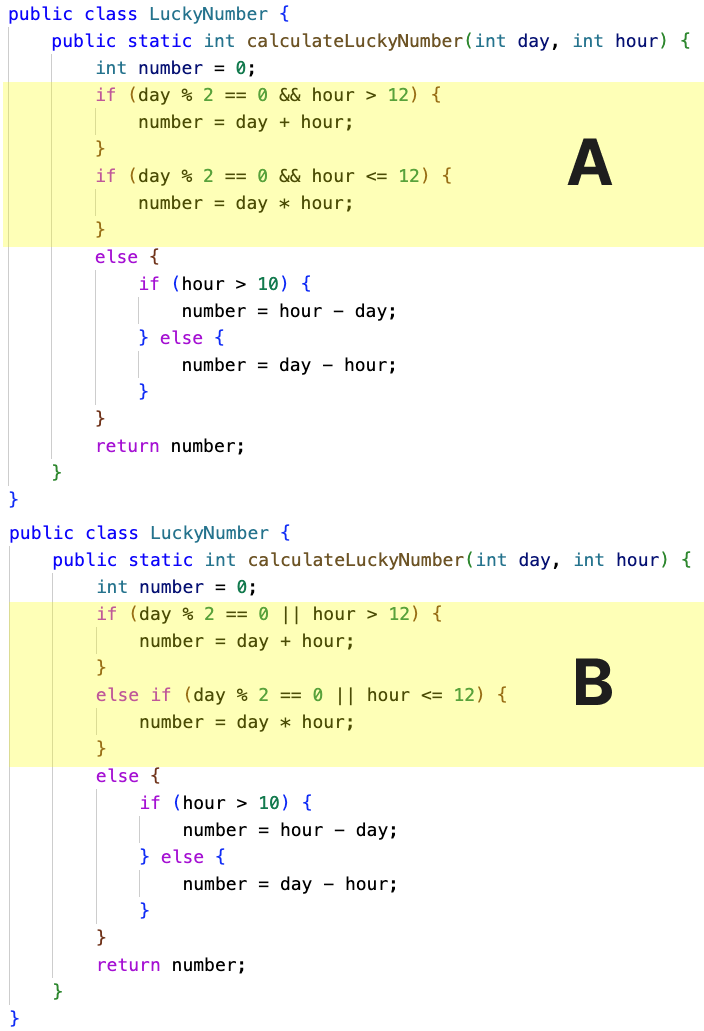 public class LuckyNumber {
public static int calculateLuckyNumber(int day, int hour) {
int number = 0;
if (day % 2 == 0 && hour > 12) {
number = day + hour;
}
A
if (day % 2 == 0 && hour <= 12) {
number = day * hour;
}
else {
if (hour > 10) {
number = hour - day;
} else {
number = day - hour;
}
}
return number;
}
}
public class LuckyNumber {
public static int calculateLuckyNumber(int day, int hour) {
int number = 0;
if (day % 2 == 0 || hour > 12) {
number = day + hour;
}
B
else if (day % 2 == 0 || hour <= 12) {
number = day * hour;
}
else {
if (hour > 10) {
number = hour - day;
} else {
number = day - hour;
}
}
return number;
}
}